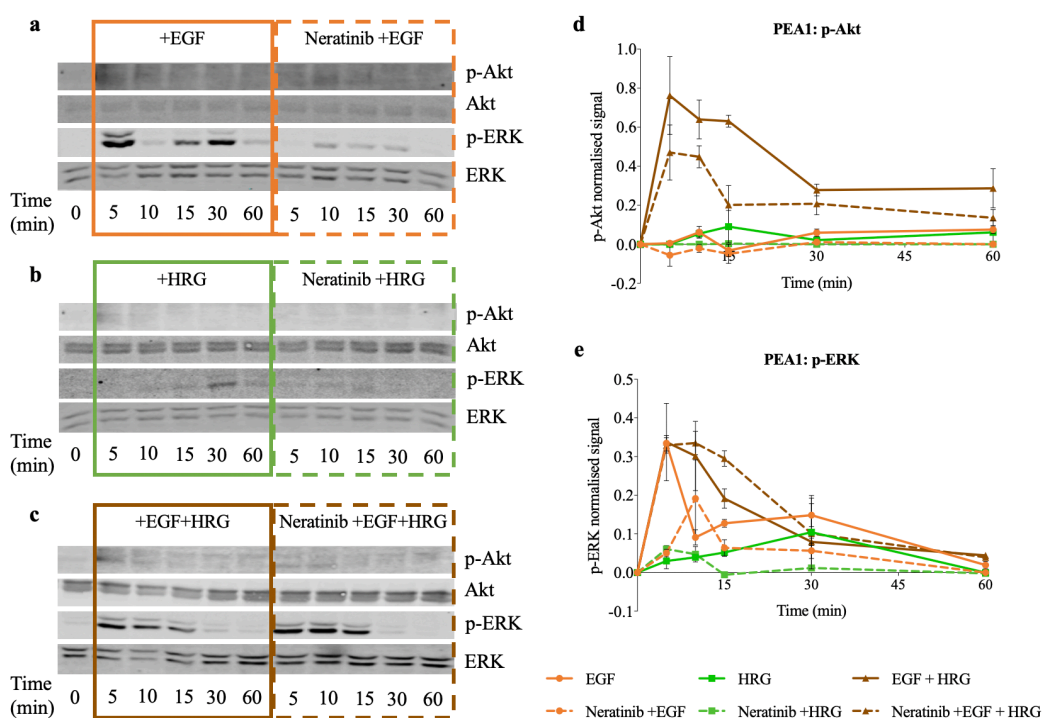 a
+EGF
Neratinib +EGF
p-Akt
Akt
p-ERK
ERK
Time
(min)
0 5 10 15 30 60 5 10 15 30 60
b
+HRG
Neratinib +HRG
p-Akt
Akt
p-ERK
ERK
Time
(min)
0 5 10 15 30 60 5 10 15 30 60
c
+EGF+HRG
Neratinib +EGF+HRG
p-Akt
Akt
p-ERK
ERK
Time
(min)
0 5 10 15 30 60 5 10 15 30 60
d
PEA1: p-Akt
p-Akt normalised signal
1.0
0.8
0.6
0.4
0.2
0.0
-0.2
15 30 45 60
Time (min)
e
PEA1: p-ERK
p-ERK normalised signal
0.5
0.4
0.3
0.2
0.1
0.0
-0.1
15 30 45 60
Time (min)
EGF HRG EGF + HRG
Neratinib +EGF Neratinib +HRG Neratinib +EGF + HRG